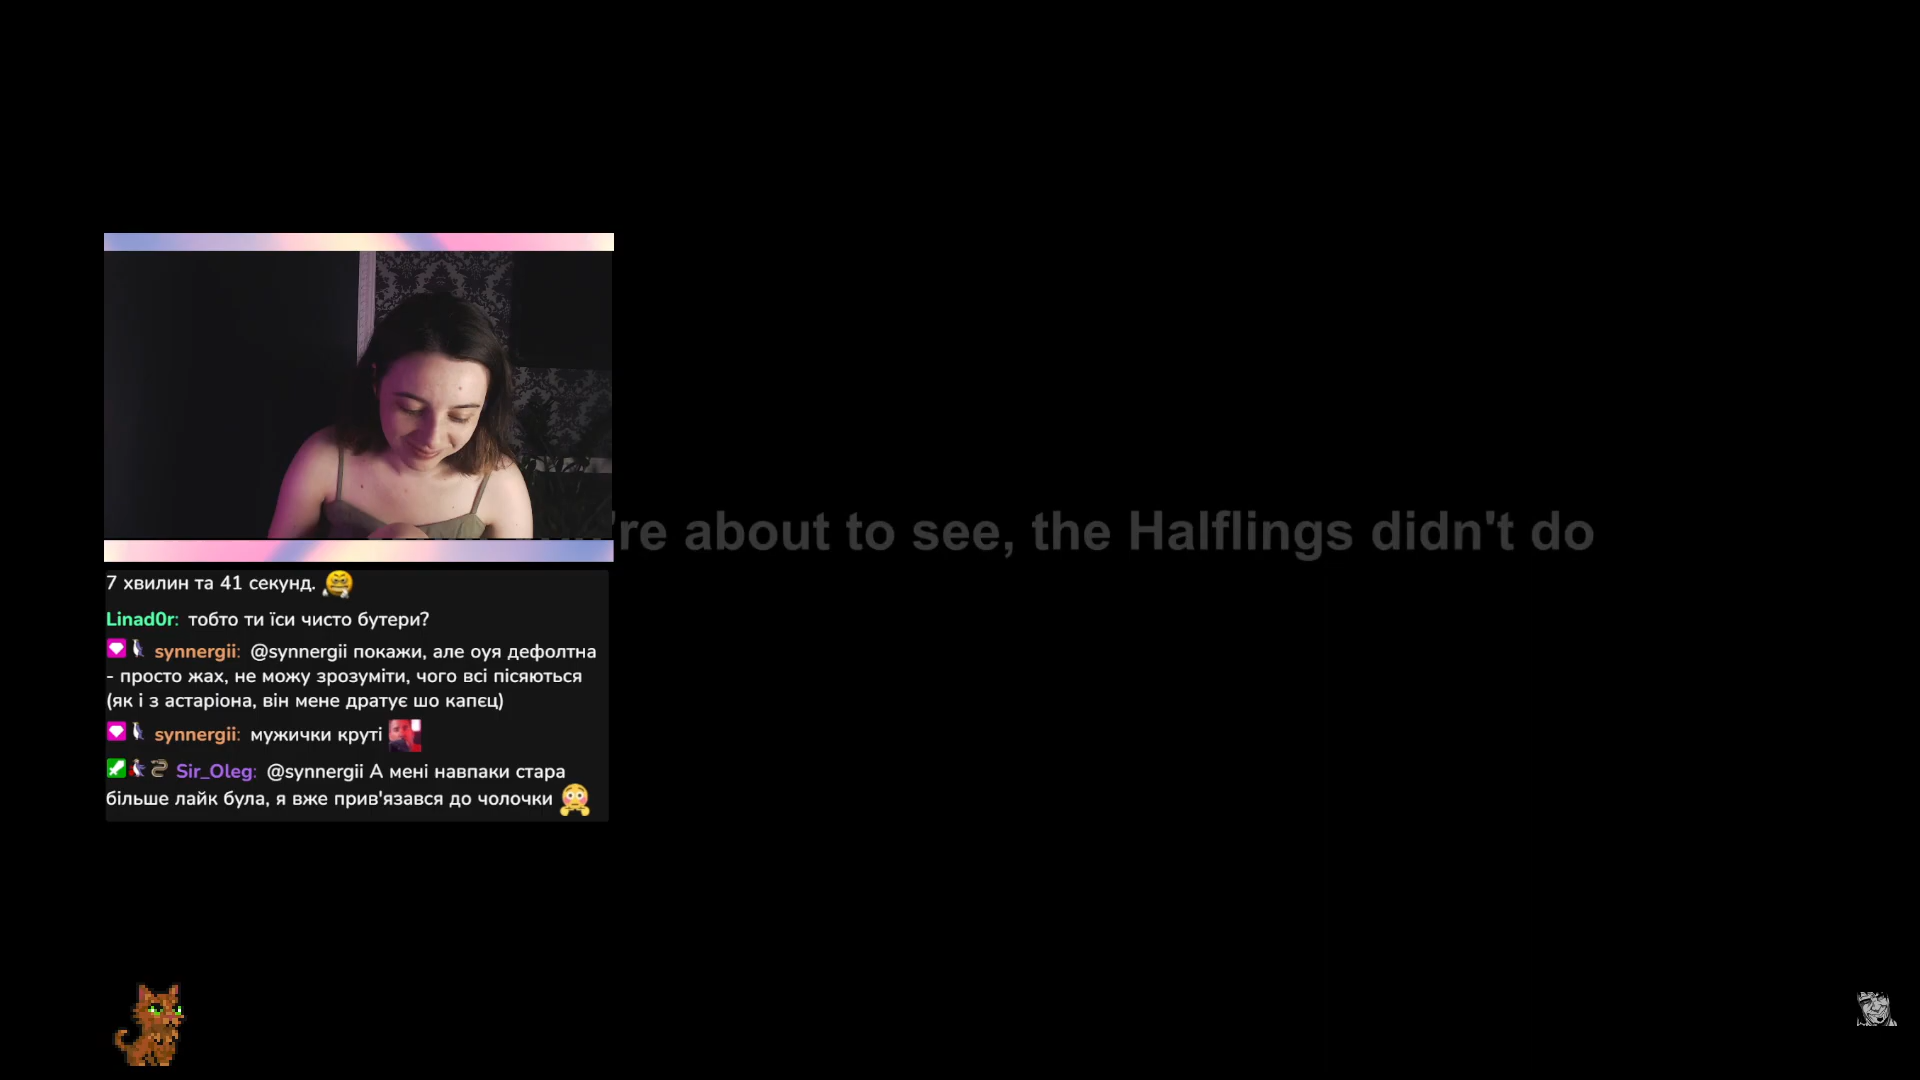 're about to see, the Halflings didn't do
7 хвилин та 41 секунд.
Linad0r: тобто ти їси чисто бутери?
synnergii: @synnergii покажи, але оуя дефолтна
- просто жах, не можу зрозуміти, чого всі пісяються
(як і з астаріона, він мене дратує шо капєц)
synnergii: мужички круті
Sir_Oleg: @synnergii А мені навпаки стара
більше лайк була, я вже прив'язався до чолочки